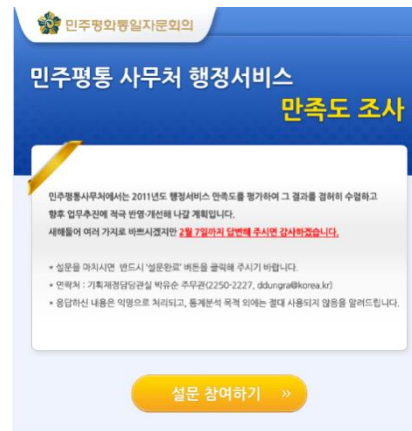 민주평화통일자문회의
민주평통 사무처 행정서비스
만족도 조사
민주평통사무처에서는 2011년도 행정서비스 만족도를 평가하여 그 결과를 겸허히 수렴하고
향후 업무추진에 적극 반영·개선해 나갈 계획입니다.
새해들어 여러 가지로 바쁘시겠지만 2월 7일까지 답변해 주시면 감사하겠습니다.
* 설문을 마치시면 반드시 '설문완료' 버튼을 클릭해 주시기 바랍니다.
* 연락처 : 기획재정담당관실 박유순 주무관(2250-2227, ddungra@korea.kr)
* 응답하신 내용은 익명으로 처리되고, 통계분석 목적 외에는 절대 사용되지 않음을 알려드립니다.
설문 참여하기 »